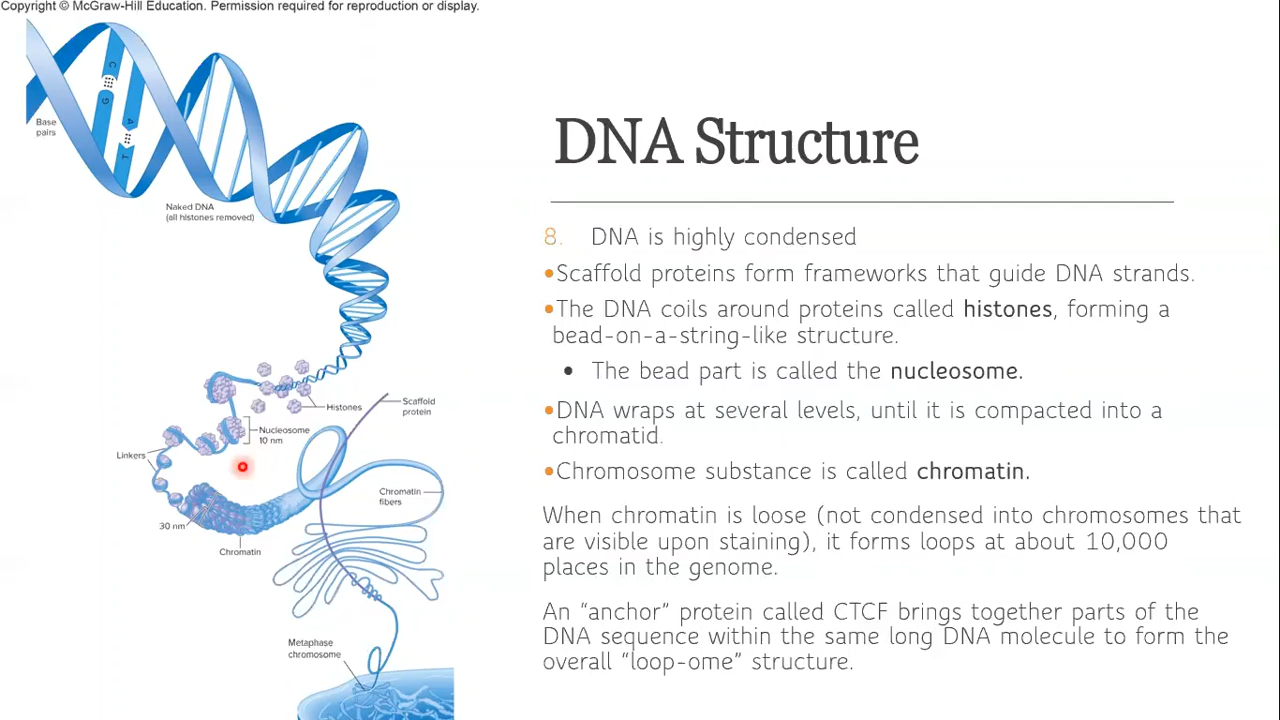 Copyright © McGraw-Hill Education. Permission required for reproduction or display.
C
G
A
T
Base
pairs
Naked DNA
(all histones removed)
Histones
Scaffold
protein
Nucleosome
10 nm
Linkers
Chromatin
fibers
30 nm
Chromatin
Metaphase
chromosome
DNA Structure
8. DNA is highly condensed
•Scaffold proteins form frameworks that guide DNA strands.
•The DNA coils around proteins called histones, forming a
bead-on-a-string-like structure.
• The bead part is called the nucleosome.
•DNA wraps at several levels, until it is compacted into a
chromatid.
•Chromosome substance is called chromatin.
When chromatin is loose (not condensed into chromosomes that
are visible upon staining), it forms loops at about 10,000
places in the genome.
An “anchor” protein called CTCF brings together parts of the
DNA sequence within the same long DNA molecule to form the
overall “loop-ome” structure.